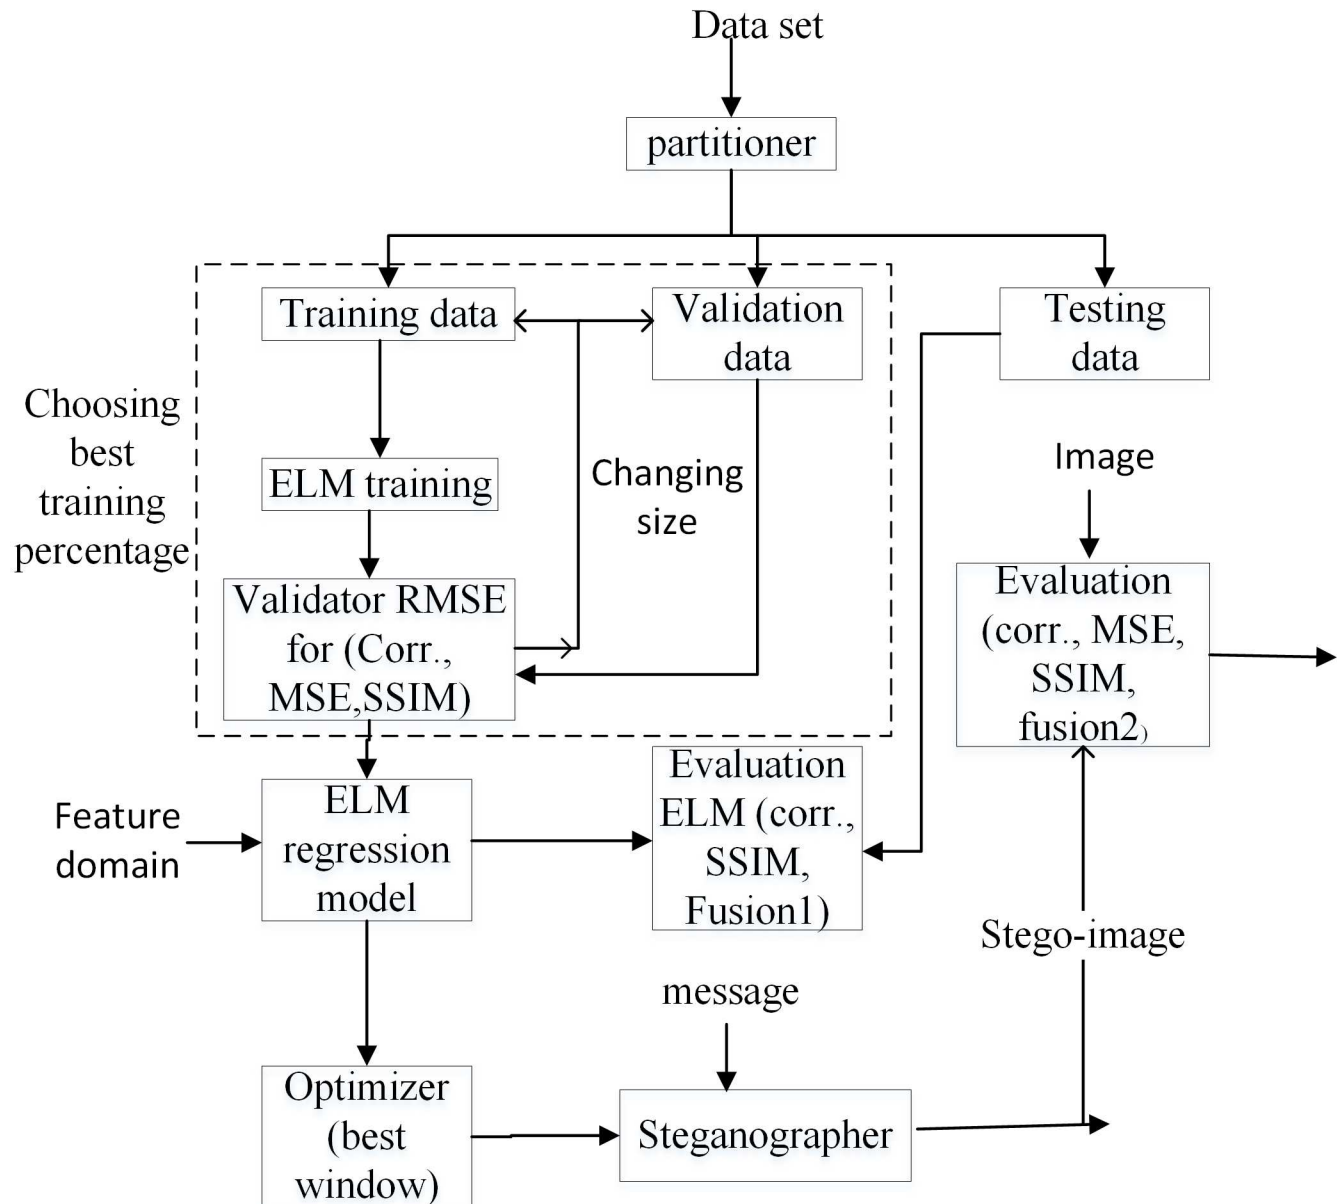 Data set
partitioner
Training data
Validation
data
Testing
data
Choosing
best
training
percentage
ELM training
Changing
size
Image
Validator RMSE
for (Corr.,
MSE,SSIM)
Evaluation
(corr., MSE,
SSIM,
fusion2)
Feature
domain
ELM
regression
model
Evaluation
ELM (corr.,
SSIM,
Fusion1)
Stego-image
message
Optimizer
(best
window)
Steganographer